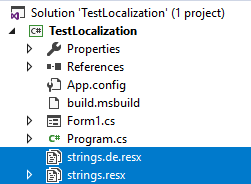 Solution 'TestLocalization' (1 project)
C# TestLocalization
Properties
References
App.config
build.msbuild
Form1.cs
C# Program.cs
strings.de.resx
strings.resx